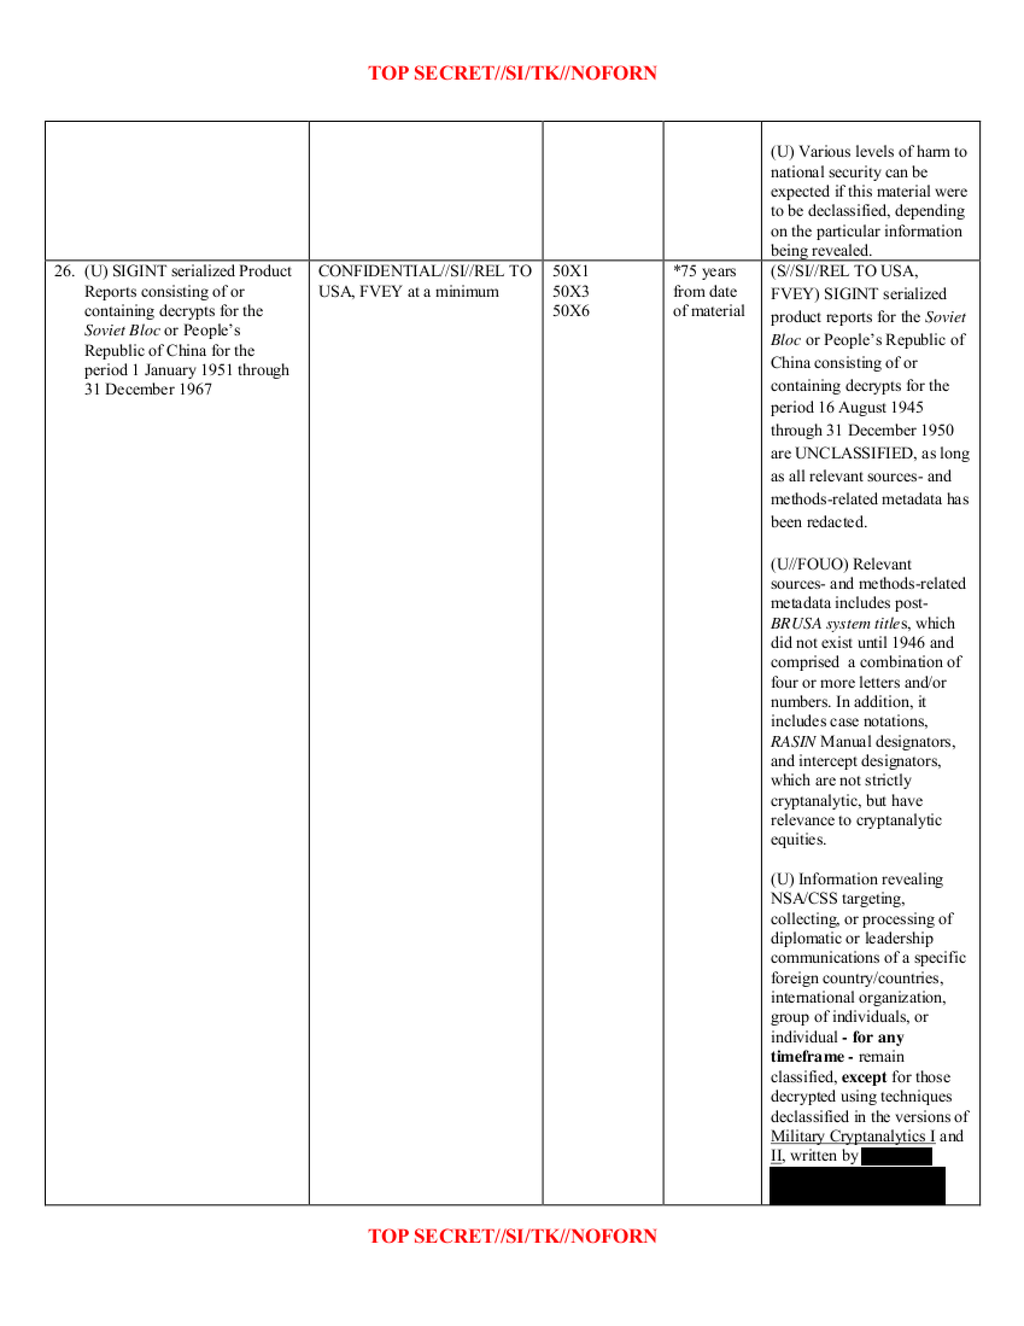 TOP SECRET//SI/TK//NOFORN
(U) Various levels of harm to
national security can be
expected if this material were
to be declassified, depending
on the particular information
being revealed.
26. (U) SIGINT serialized Product
Reports consisting of or
containing decrypts for the
Soviet Bloc or People's
Republic of China for the
period 1 January 1951 through
31 December 1967
CONFIDENTIAL//SI//REL TO
USA, FVEY at a minimum
50X1
50X3
50X6
*75 years
from date
of material
(S//SI//REL TO USA,
FVEY) SIGINT serialized
product reports for the Soviet
Bloc or People's Republic of
China consisting of or
containing decrypts for the
period 16 August 1945
through 31 December 1950
are UNCLASSIFIED, as long
as all relevant sources- and
methods-related metadata has
been redacted.
(U//FOUO) Relevant
sources- and methods-related
metadata includes post-
BRUSA system titles, which
did not exist until 1946 and
comprised a combination of
four or more letters and/or
numbers. In addition, it
includes case notations,
RASIN Manual designators,
and intercept designators,
which are not strictly
cryptanalytic, but have
relevance to cryptanalytic
equities.
(U) Information revealing
NSA/CSS targeting,
collecting, or processing of
diplomatic or leadership
communications of a specific
foreign country/countries,
international organization,
group of individuals, or
individual - for any
timeframe - remain
classified, except for those
decrypted using techniques
declassified in the versions of
Military Cryptanalytics I and
II, written by
TOP SECRET//SI/TK//NOFORN